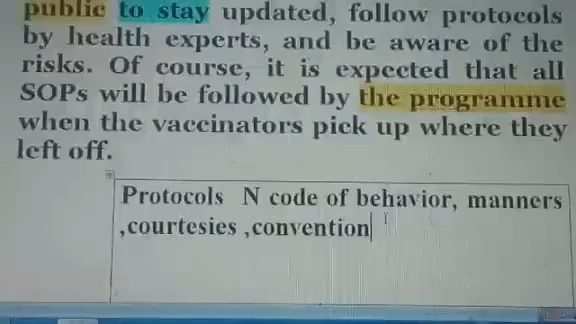 public to stay updated, follow protocols
by health experts, and be aware of the
risks. Of course, it is expected that all
SOPs will be followed by the programme
when the vaccinators pick up where they
left off.
Protocols N code of behavior, manners
,courtesies ,convention